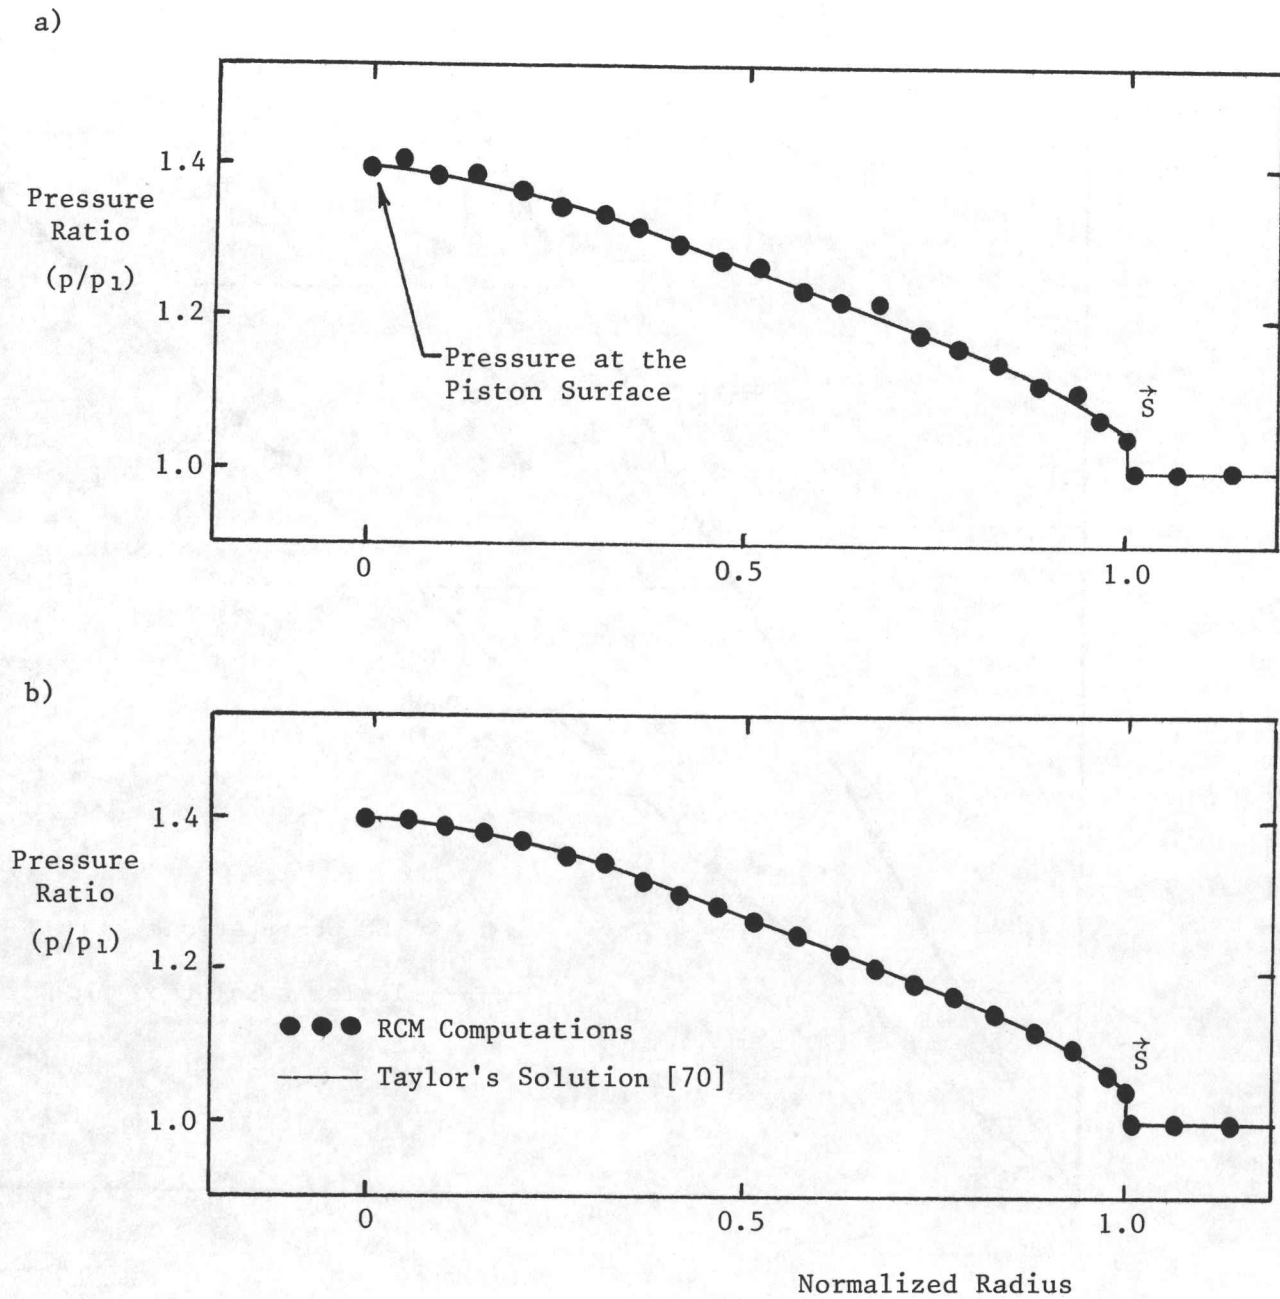 a)
1.4
Pressure
Ratio
(p/p₁)
1.2
Pressure at the
Piston Surface
S⃗
1.0
0
0.5
1.0
b)
1.4
Pressure
Ratio
(p/p₁)
1.2
RCM Computations
Taylor's Solution [70]
S⃗
1.0
0
0.5
1.0
Normalized Radius